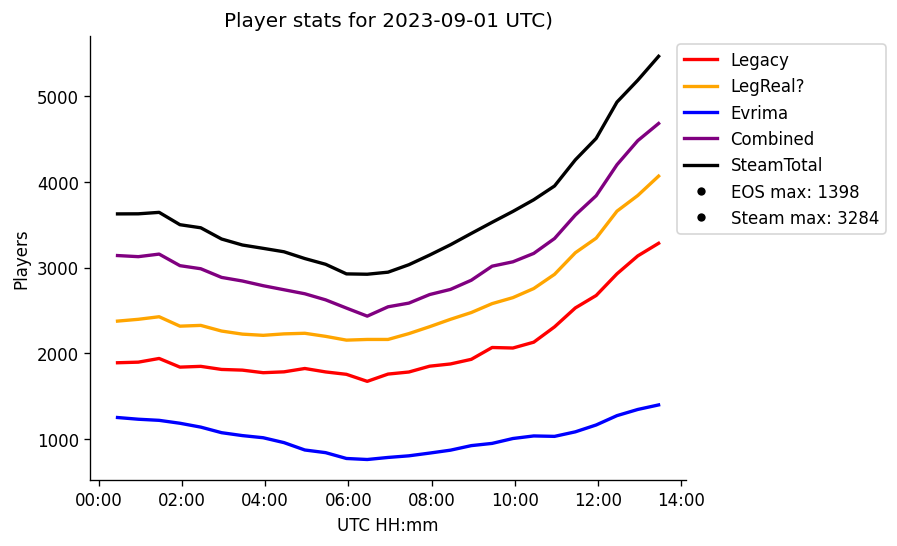 Player stats for 2023-09-01 UTC)
Players
5000
4000
3000
2000
1000
00:00 02:00 04:00 06:00 08:00 10:00 12:00 14:00
UTC HH:mm
Legacy
LegReal?
Evrima
Combined
SteamTotal
EOS max: 1398
Steam max: 3284